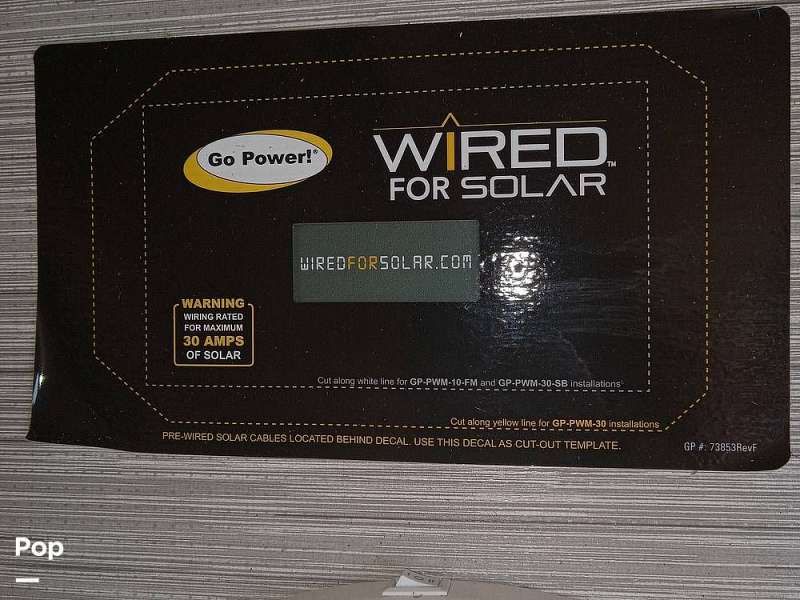 Go Power!®
WIRED™
FOR SOLAR
WIREDFORSOLAR.COM
WARNING
WIRING RATED
FOR MAXIMUM
30 AMPS
OF SOLAR
Cut along white line for GP-PWM-10-FM and GP-PWM-30-SB installations
Cut along yellow line for GP-PWM-30 installations
PRE-WIRED SOLAR CABLES LOCATED BEHIND DECAL. USE THIS DECAL AS CUT-OUT TEMPLATE.
GP #: 73853RevF
Pop